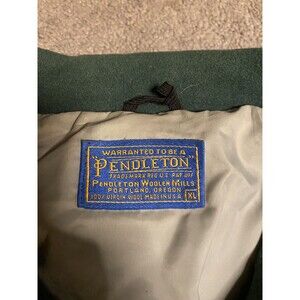 WARRANTED TO BE A
"PENDLETON"
TRADEMARK REG U.S. PAT. OFF.
PENDLETON WOOLEN MILLS
PORTLAND, OREGON
100% VIRGIN WOOL MADE IN U.S.A.
XL